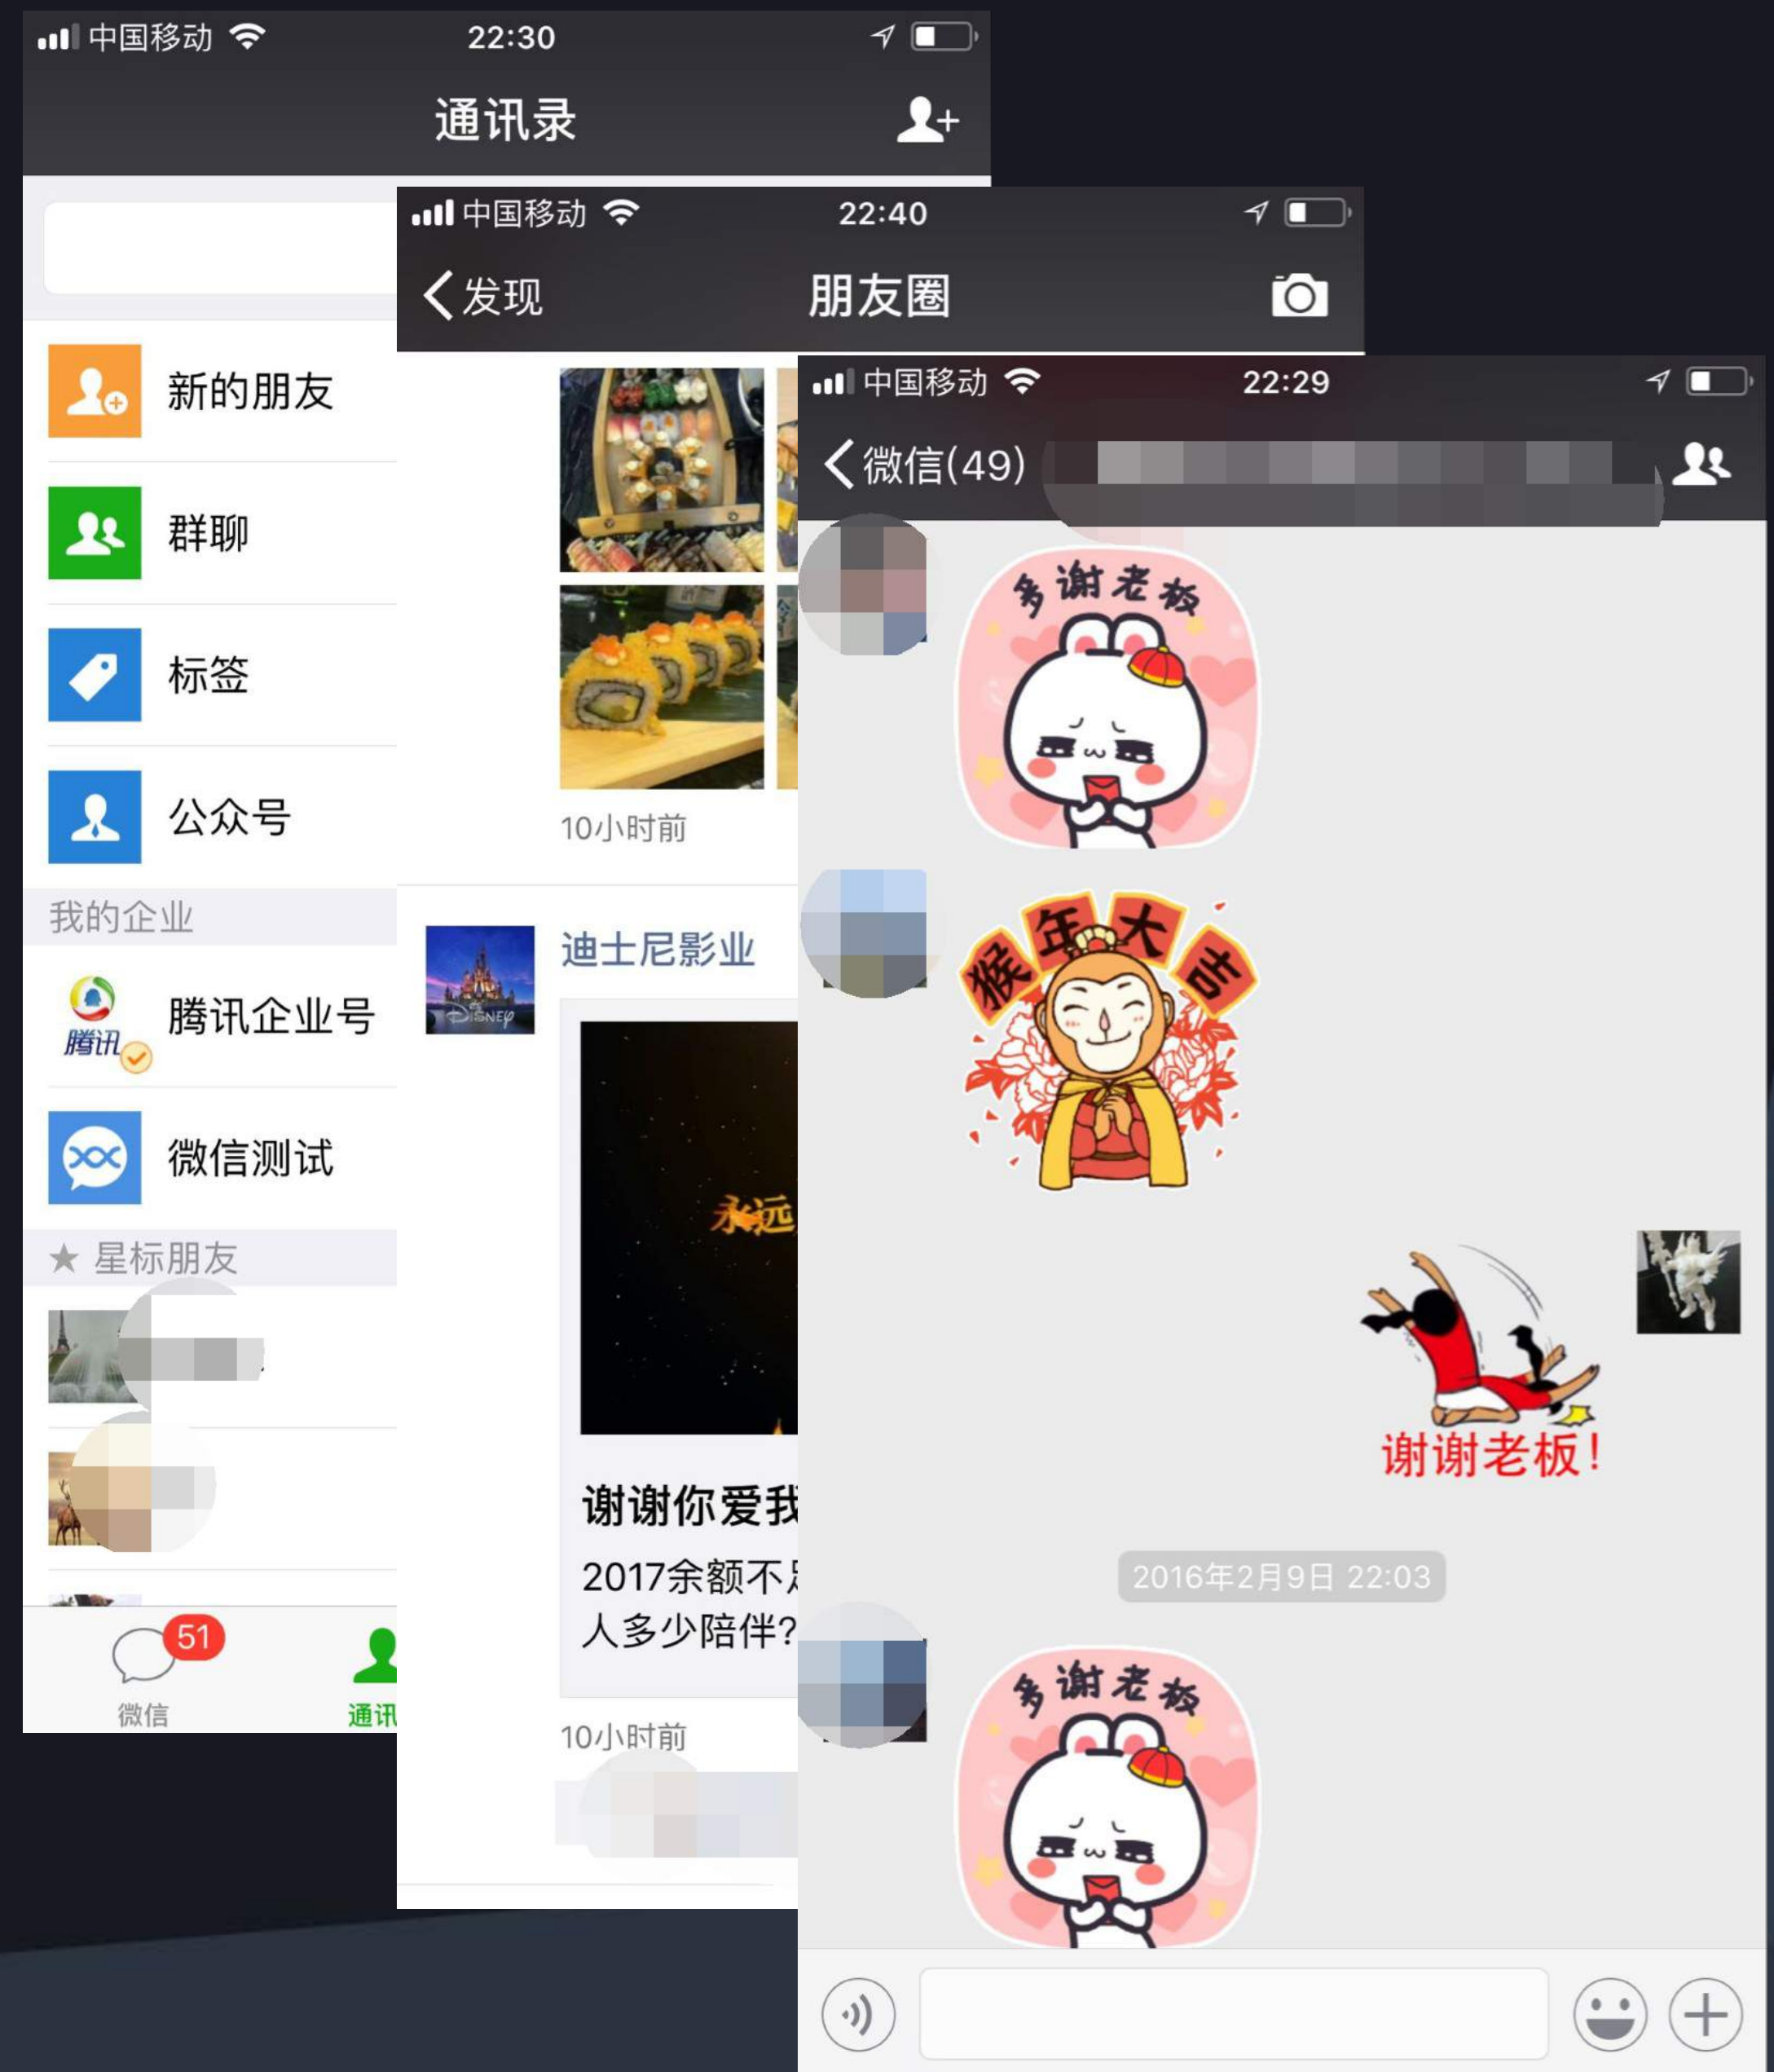 中国移动
22:30
通讯录
新的朋友
群聊
标签
公众号
我的企业
腾讯
腾讯企业号
微信测试
★ 星标朋友
51
微信
通讯
中国移动
22:40
发现
朋友圈
10小时前
DISNEY
迪士尼影业
永远
谢谢你爱我
2017余额不足
人多少陪伴?
10小时前
中国移动
22:29
微信(49)
多谢老板
猴年大吉
谢谢老板!
2016年2月9日 22:03
多谢老板